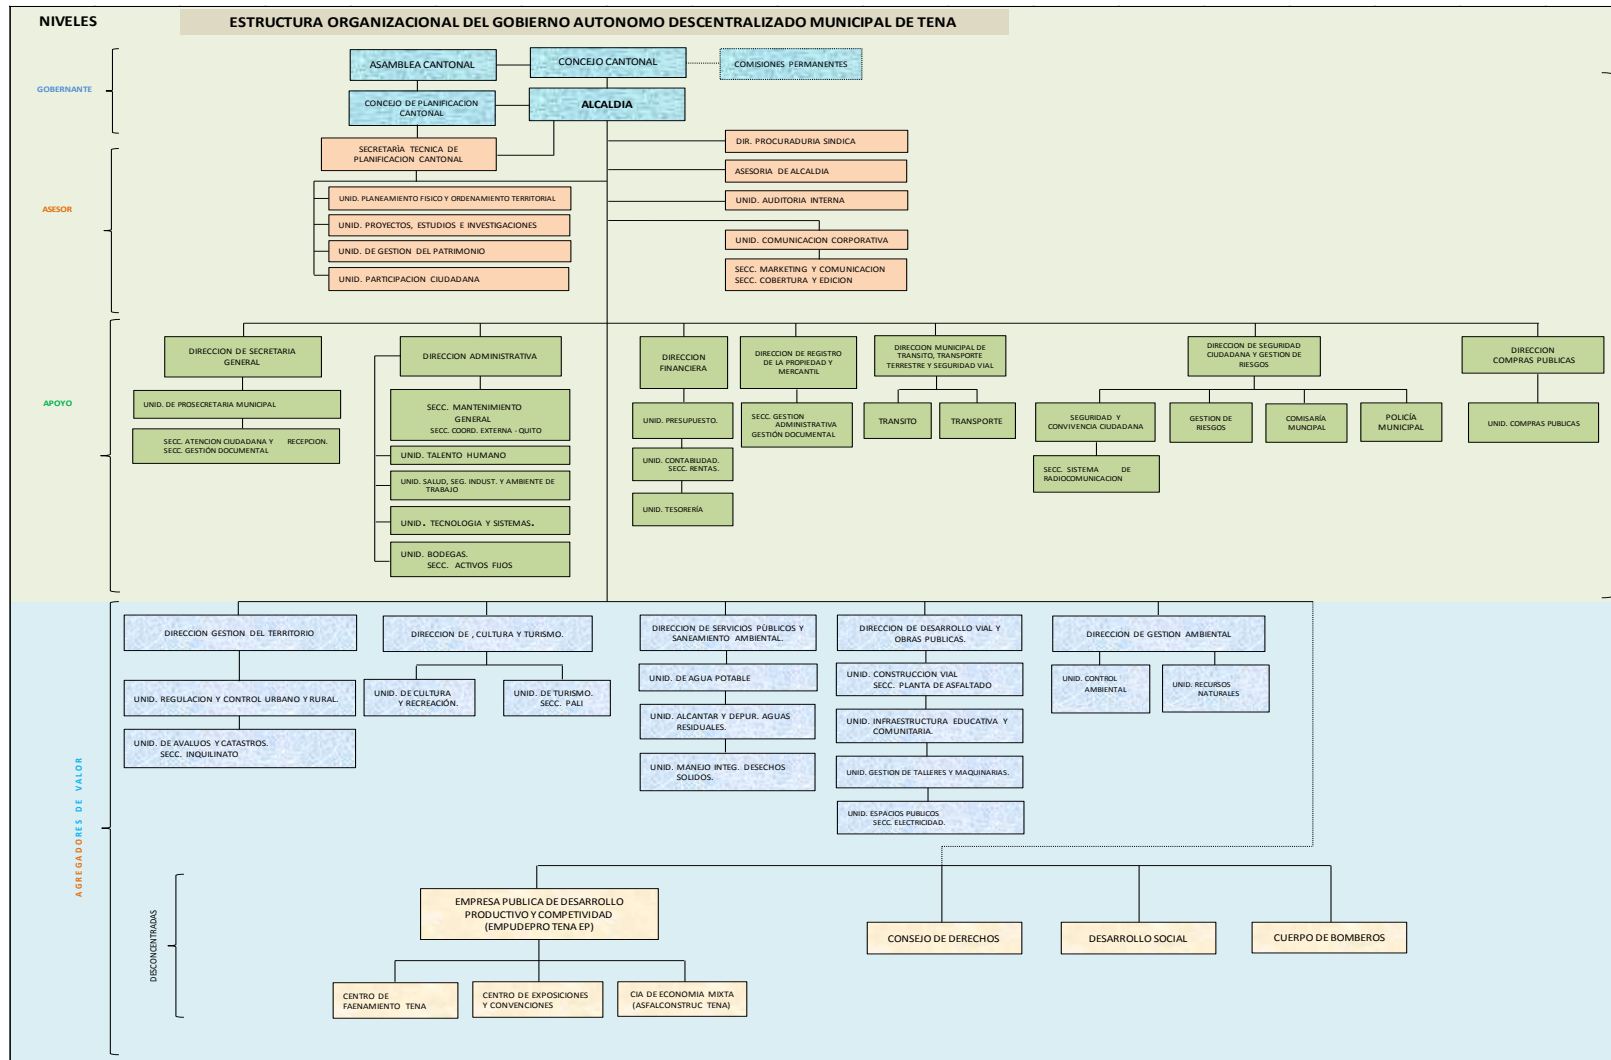 NIVELES
ESTRUCTURA ORGANIZACIONAL DEL GOBIERNO AUTONOMO DESCENTRALIZADO MUNICIPAL DE TENA
GOBERNANTE
ASAMBLEA CANTONAL
CONCEJO CANTONAL
COMISIONES PERMANENTES
CONCEJO DE PLANIFICACION
CANTONAL
ALCALDIA
ASESOR
SECRETARÌA TECNICA DE
PLANIFICACION CANTONAL
UNID. PLANEAMIENTO FISICO Y ORDENAMIENTO TERRITORIAL
UNID. PROYECTOS, ESTUDIOS E INVESTIGACIONES
UNID. DE GESTION DEL PATRIMONIO
UNID. PARTICIPACION CIUDADANA
DIR. PROCURADURIA SINDICA
ASESORIA DE ALCALDIA
UNID. AUDITORIA INTERNA
UNID. COMUNICACION CORPORATIVA
SECC. MARKETING Y COMUNICACION
SECC. COBERTURA Y EDICION
APOYO
DIRECCION DE SECRETARIA
GENERAL
UNID. DE PROSECRETARIA MUNICIPAL
SECC. ATENCION CIUDADANA Y RECEPCION.
SECC. GESTIÓN DOCUMENTAL
DIRECCION ADMINISTRATIVA
SECC. MANTENIMIENTO
GENERAL
SECC. COORD. EXTERNA - QUITO
UNID. TALENTO HUMANO
UNID. SALUD, SEG. INDUST. Y AMBIENTE DE
TRABAJO
UNID. TECNOLOGIA Y SISTEMAS.
UNID. BODEGAS.
SECC. ACTIVOS FIJOS
DIRECCION
FINANCIERA
UNID. PRESUPUESTO.
UNID. CONTABILIDAD.
SECC. RENTAS.
UNID. TESORERÍA
DIRECCION DE REGISTRO
DE LA PROPIEDAD Y
MERCANTIL
SECC. GESTION
ADMINISTRATIVA
GESTIÓN DOCUMENTAL
DIRECCION MUNICIPAL DE
TRANSITO, TRANSPORTE
TERRESTRE Y SEGURIDAD VIAL
TRANSITO
TRANSPORTE
DIRECCION DE SEGURIDAD
CIUDADANA Y GESTION DE
RIESGOS
SEGURIDAD Y
CONVIVENCIA CIUDADANA
SECC. SISTEMA DE
RADIOCOMUNICACION
GESTION DE
RIESGOS
COMISARÍA
MUNCIPAL
POLICÍA
MUNICIPAL
DIRECCION
COMPRAS PUBLICAS
UNID. COMPRAS PUBLICAS
AGREGADORES DE VALOR
DIRECCION GESTION DEL TERRITORIO
UNID. REGULACION Y CONTROL URBANO Y RURAL.
UNID. DE AVALUOS Y CATASTROS.
SECC. INQUILINATO
DIRECCION DE , CULTURA Y TURISMO.
UNID. DE CULTURA
Y RECREACIÓN.
UNID. DE TURISMO.
SECC. PALI
DIRECCION DE SERVICIOS PÙBLICOS Y
SANEAMIENTO AMBIENTAL.
UNID. DE AGUA POTABLE
UNID. ALCANTAR Y DEPUR. AGUAS
RESIDUALES.
UNID. MANEJO INTEG. DESECHOS
SOLIDOS.
DIRECCION DE DESARROLLO VIAL Y
OBRAS PUBLICAS.
UNID. CONSTRUCCION VIAL
SECC. PLANTA DE ASFALTADO
UNID. INFRAESTRUCTURA EDUCATIVA Y
COMUNITARIA.
UNID. GESTION DE TALLERES Y MAQUINARIAS.
UNID. ESPACIOS PUBLICOS
SECC. ELECTRICIDAD.
DIRECCION DE GESTION AMBIENTAL
UNID. CONTROL
AMBIENTAL
UNID. RECURSOS
NATURALES
DISCONCENTRADAS
EMPRESA PUBLICA DE DESARROLLO
PRODUCTIVO Y COMPETIVIDAD
(EMPUDEPRO TENA EP)
CENTRO DE
FAENAMIENTO TENA
CENTRO DE EXPOSICIONES
Y CONVENCIONES
CIA DE ECONOMIA MIXTA
(ASFALCONSTRUC TENA)
CONSEJO DE DERECHOS
DESARROLLO SOCIAL
CUERPO DE BOMBEROS